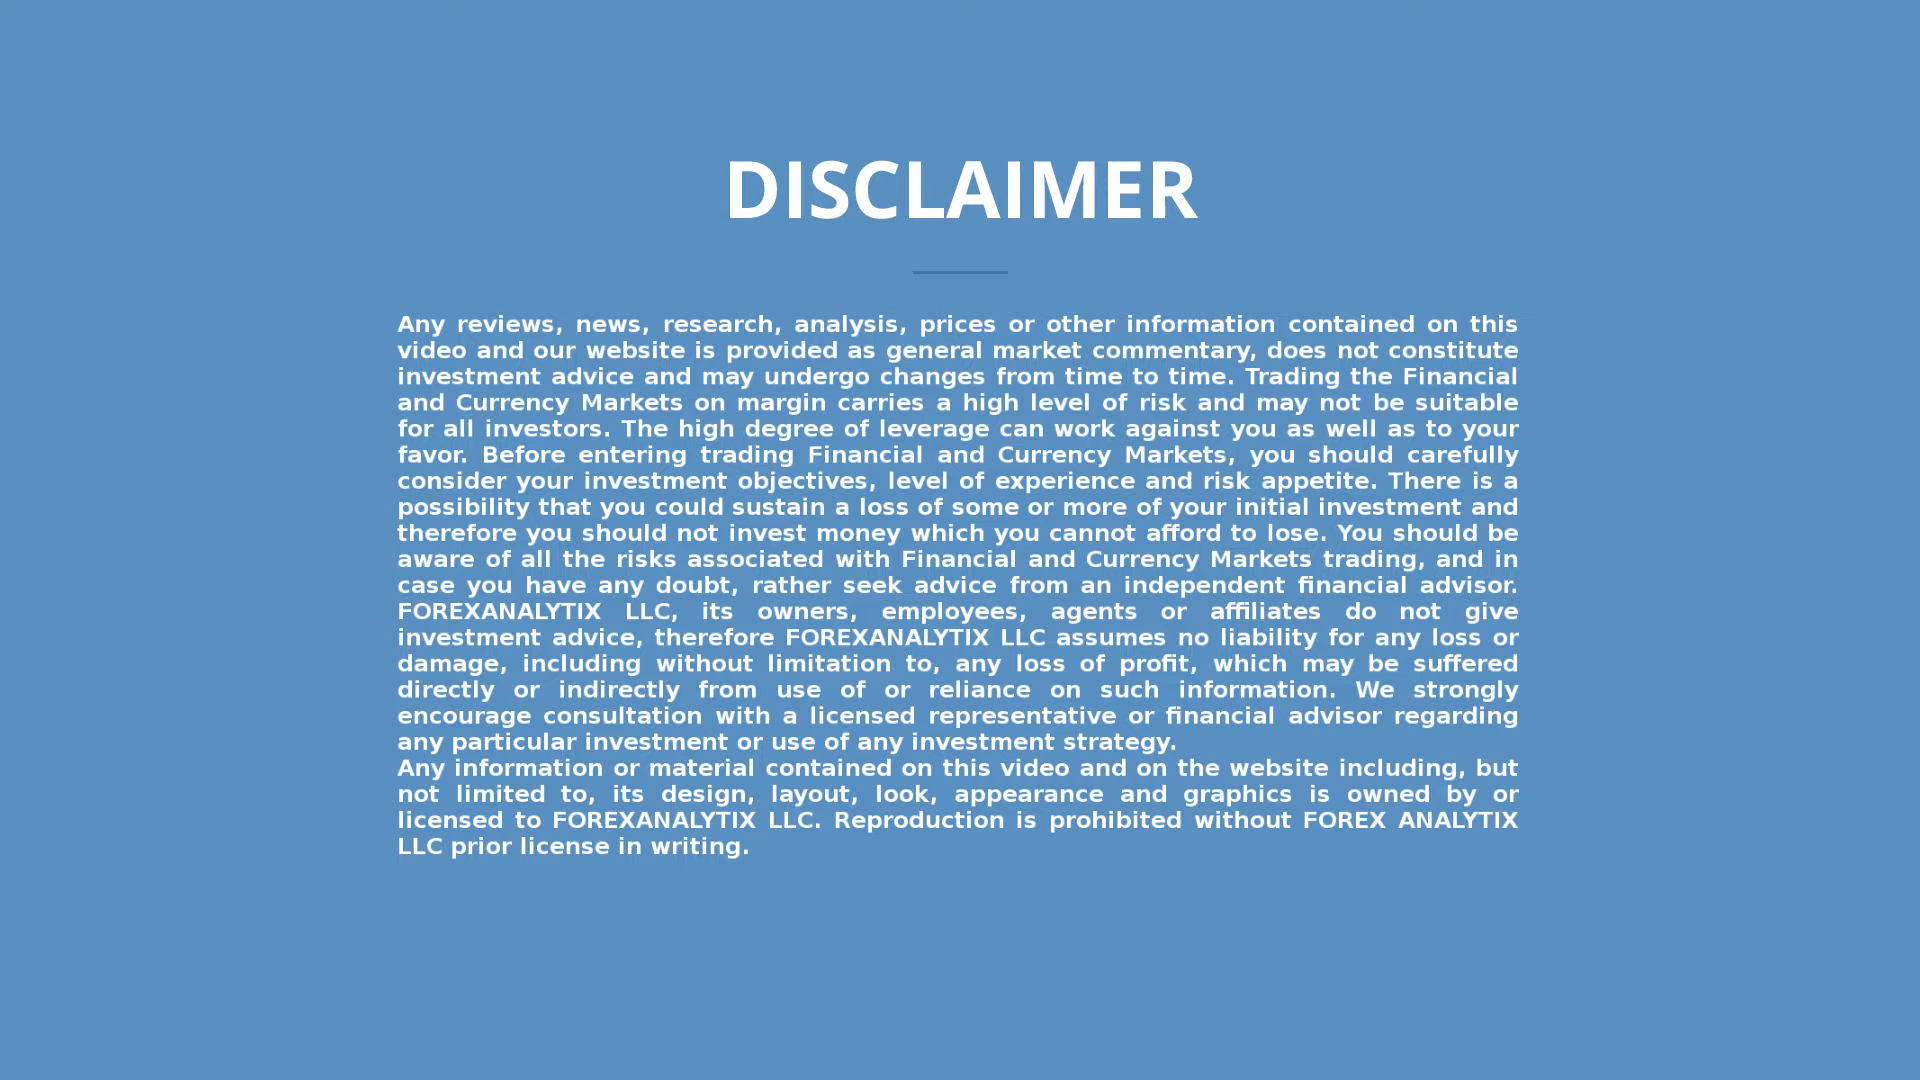 DISCLAIMER
Any reviews, news, research, analysis, prices or other information contained on this
video and our website is provided as general market commentary, does not constitute
investment advice and may undergo changes from time to time. Trading the Financial
and Currency Markets on margin carries a high level of risk and may not be suitable
for all investors. The high degree of leverage can work against you as well as to your
favor. Before entering trading Financial and Currency Markets, you should carefully
consider your investment objectives, level of experience and risk appetite. There is a
possibility that you could sustain a loss of some or more of your initial investment and
therefore you should not invest money which you cannot afford to lose. You should be
aware of all the risks associated with Financial and Currency Markets trading, and in
case you have any doubt, rather seek advice from an independent financial advisor.
FOREXANALYTIX LLC, its owners, employees, agents or affiliates do not give
investment advice, therefore FOREXANALYTIX LLC assumes no liability for any loss or
damage, including without limitation to, any loss of profit, which may be suffered
directly or indirectly from use of or reliance on such information. We strongly
encourage consultation with a licensed representative or financial advisor regarding
any particular investment or use of any investment strategy.
Any information or material contained on this video and on the website including, but
not limited to, its design, layout, look, appearance and graphics is owned by or
licensed to FOREXANALYTIX LLC. Reproduction is prohibited without FOREX ANALYTIX
LLC prior license in writing.